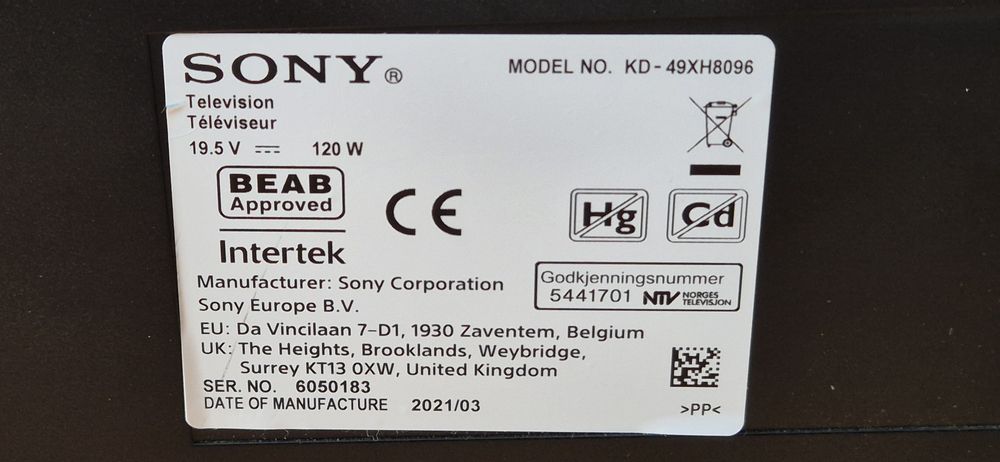 SONY®
MODEL NO. KD-49XH8096
Television
Téléviseur
19.5 V 120 W
BEAB
Approved
CE
Hg
Cd
Intertek
Godkjenningsnummer
5441701 NTV NORGES
TELEVISJON
Manufacturer: Sony Corporation
Sony Europe B.V.
EU: Da Vincilaan 7-D1, 1930 Zaventem, Belgium
UK: The Heights, Brooklands, Weybridge,
Surrey KT13 0XW, United Kingdom
SER. NO. 6050183
DATE OF MANUFACTURE 2021/03
>PP<